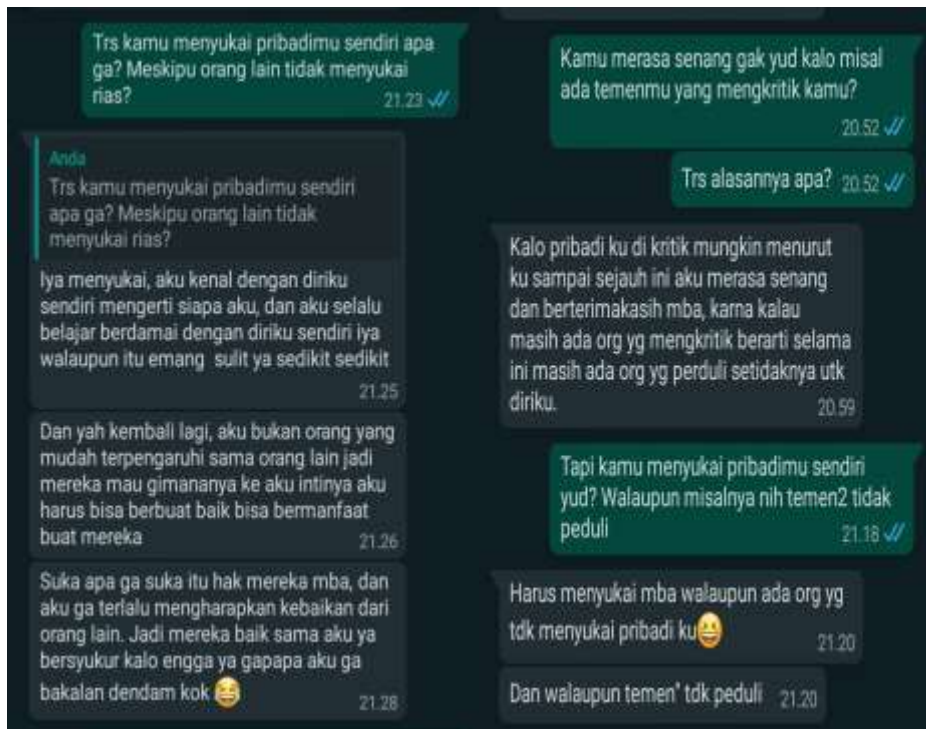 Trs kamu menyukai pribadimu sendiri apa
ga? Meskipu orang lain tidak menyukai
rias?
21.23
Anda
Trs kamu menyukai pribadimu sendiri
apa ga? Meskipu orang lain tidak
menyukai rias?
Iya menyukai, aku kenal dengan diriku
sendiri mengerti siapa aku, dan aku selalu
belajar berdamai dengan diriku sendiri iya
walaupun itu emang sulit ya sedikit sedikit
21.25
Dan yah kembali lagi, aku bukan orang yang
mudah terpengaruhi sama orang lain jadi
mereka mau gimananya ke aku intinya aku
harus bisa berbuat baik bisa bermanfaat
buat mereka
21.26
Suka apa ga suka itu hak mereka mba, dan
aku ga terlalu mengharapkan kebaikan dari
orang lain. Jadi mereka baik sama aku ya
bersyukur kalo engga ya gapapa aku ga
bakalan dendam kok 😂
21.28
Kamu merasa senang gak yud kalo misal
ada temenmu yang mengkritik kamu?
20.52
Trs alasannya apa? 20.52
Kalo pribadi ku di kritik mungkin menurut
ku sampai sejauh ini aku merasa senang
dan berterimakasih mba, karna kalau
masih ada org yg mengkritik berarti selama
ini masih ada org yg perduli setidaknya utk
diriku.
20.59
Tapi kamu menyukai pribadimu sendiri
yud? Walaupun misalnya nih temen2 tidak
peduli
21.18
Harus menyukai mba walaupun ada org yg
tdk menyukai pribadi ku😆
21.20
Dan walaupun temen" tdk peduli 21.20